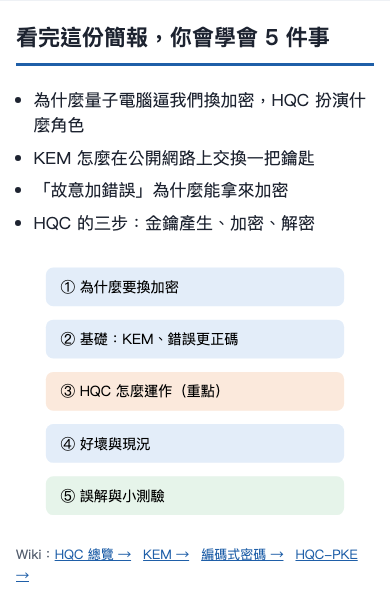 看完這份簡報，你會學會 5 件事
• 為什麼量子電腦逼我們換加密，HQC 扮演什
麼角色
• KEM 怎麼在公開網路上交換一把鑰匙
• 「故意加錯誤」為什麼能拿來加密
• HQC 的三步：金鑰產生、加密、解密
① 為什麼要換加密
② 基礎：KEM、錯誤更正碼
③ HQC 怎麼運作（重點）
④ 好壞與現況
⑤ 誤解與小測驗
Wiki：HQC 總覽 → KEM → 編碼式密碼 → HQC-PKE
→